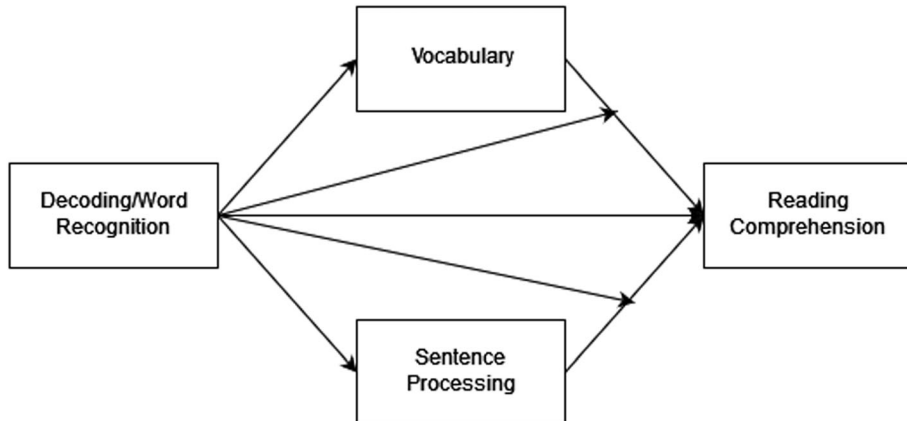 Vocabulary
Decoding/Word
Recognition
Reading
Comprehension
Sentence
Processing